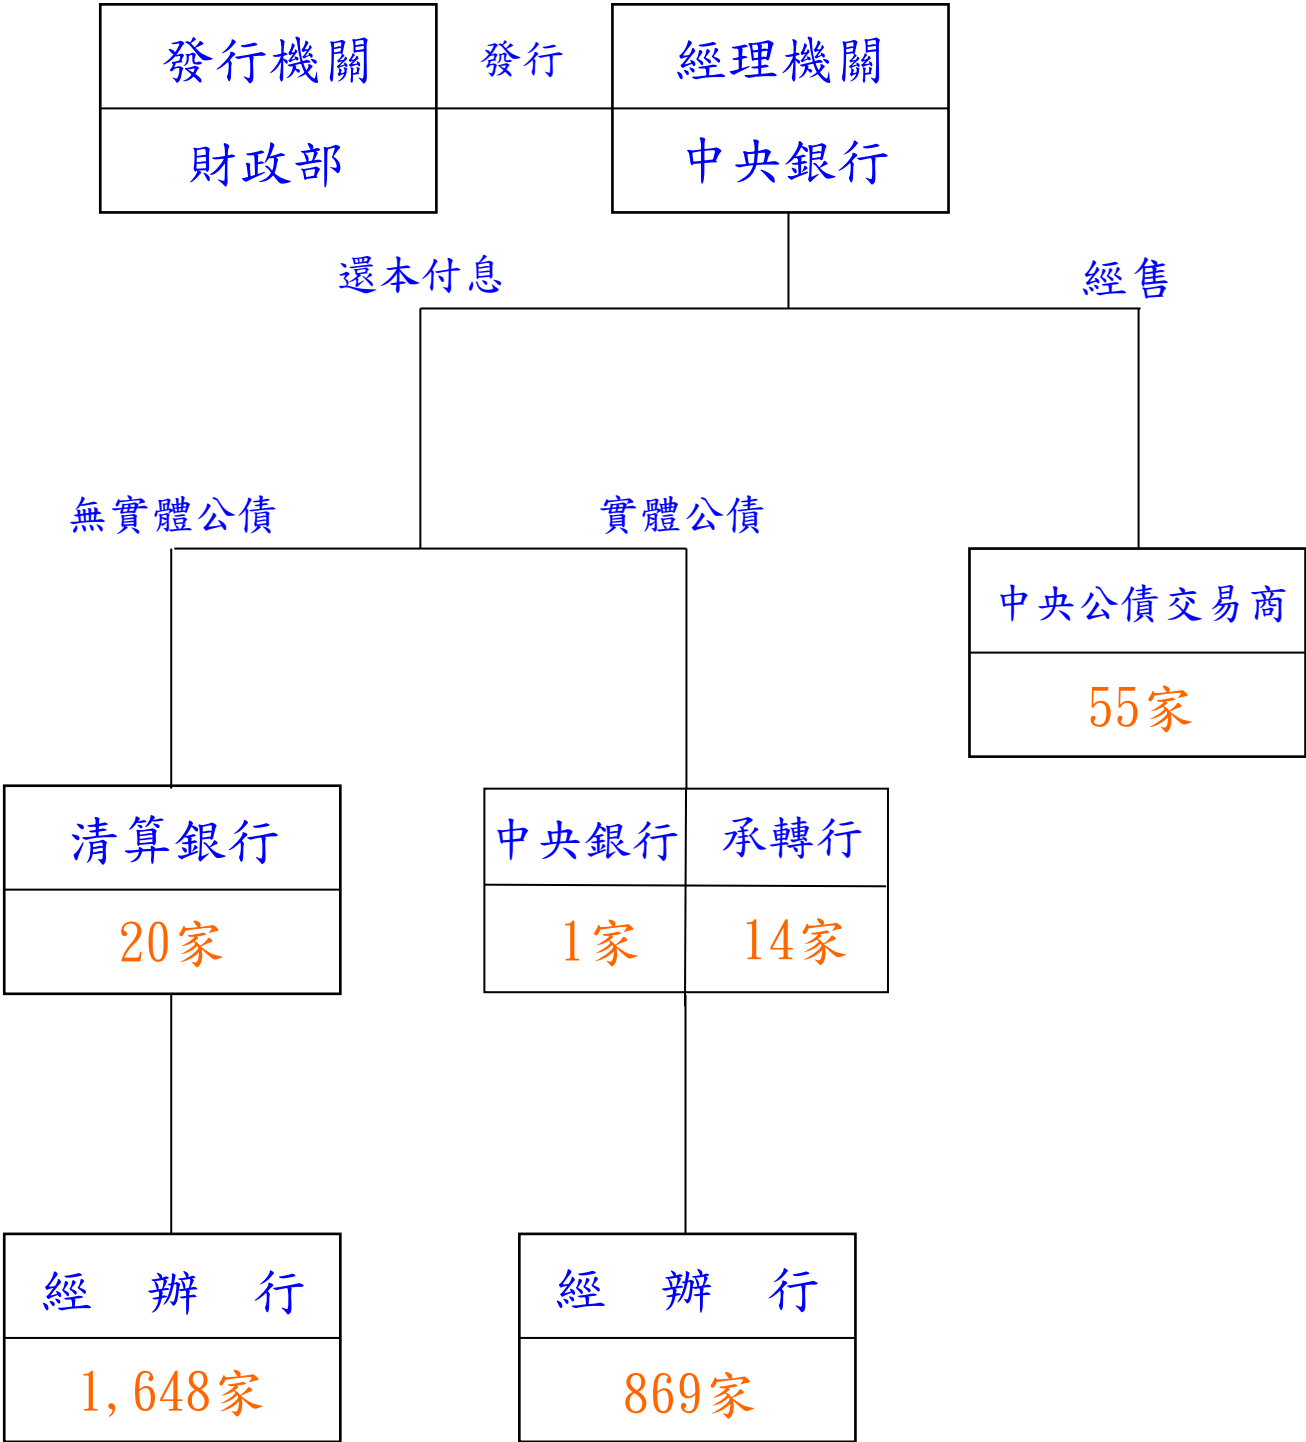 發行機關
發行
經理機關
財政部
中央銀行
還本付息
經售
無實體公債
實體公債
中央公債交易商
55家
清算銀行
中央銀行
承轉行
20家
1家
14家
經 辦 行
經 辦 行
1,648家
869家